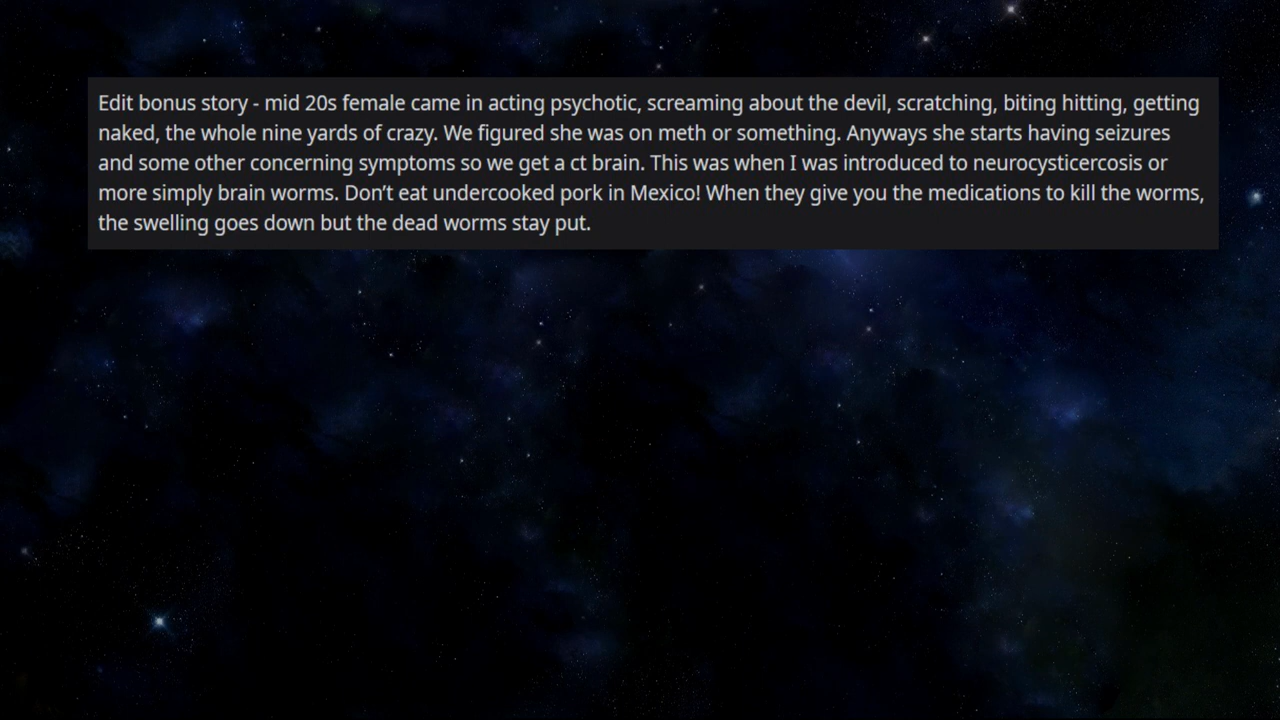 Edit bonus story - mid 20s female came in acting psychotic, screaming about the devil, scratching, biting hitting, getting
naked, the whole nine yards of crazy. We figured she was on meth or something. Anyways she starts having seizures
and some other concerning symptoms so we get a ct brain. This was when I was introduced to neurocysticercosis or
more simply brain worms. Don’t eat undercooked pork in Mexico! When they give you the medications to kill the worms,
the swelling goes down but the dead worms stay put.